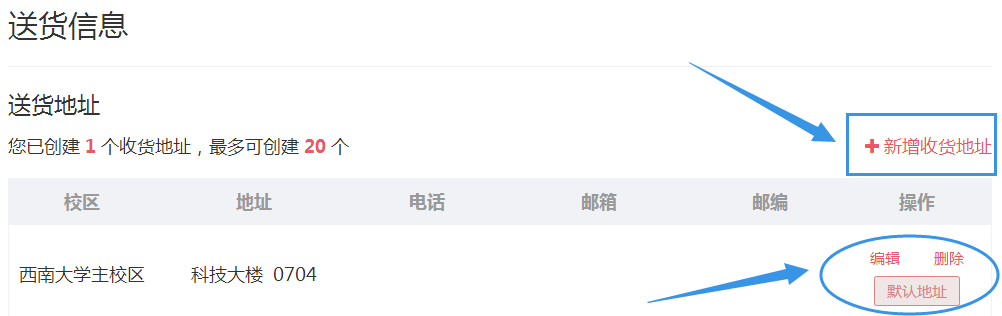 送货信息
送货地址
您已创建 1 个收货地址，最多可创建 20 个
+ 新增收货地址
校区 地址 电话 邮箱 邮编 操作
西南大学主校区 科技大楼 0704 编辑 删除
默认地址